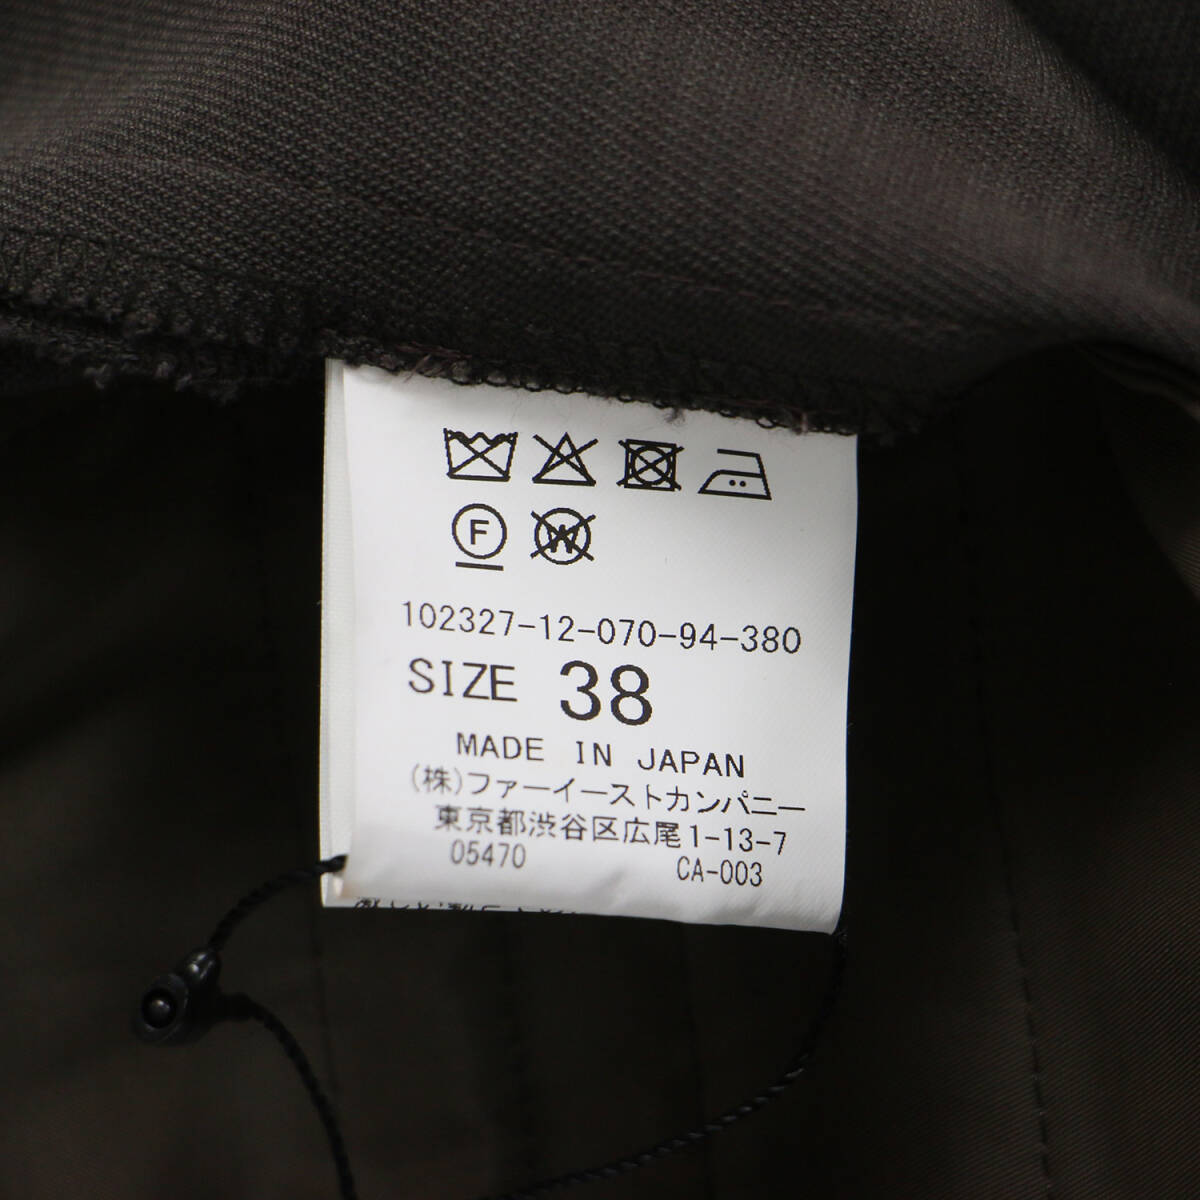 F W
102327-12-070-94-380
SIZE 38
MADE IN JAPAN
(株)ファーイーストカンパニー
東京都渋谷区広尾1-13-7
05470 CA-003